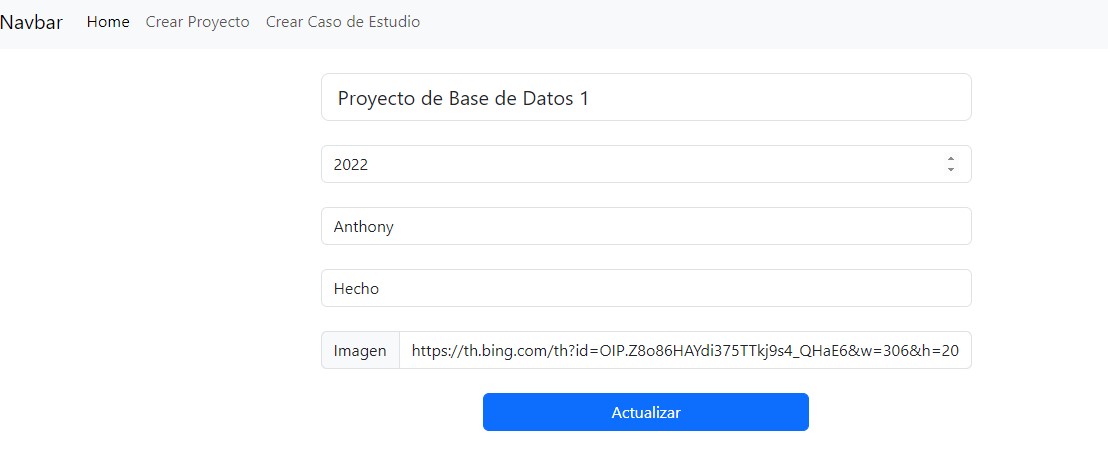 Navbar Home Crear Proyecto Crear Caso de Estudio
Proyecto de Base de Datos 1
2022
Anthony
Hecho
Imagen https://th.bing.com/th?id=OIP.Z8o86HAYdi375TTkj9s4_QHaE6&w=306&h=20
Actualizar